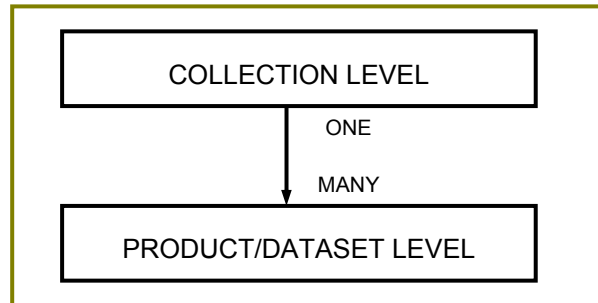 COLLECTION LEVEL
ONE
MANY
PRODUCT/DATASET LEVEL